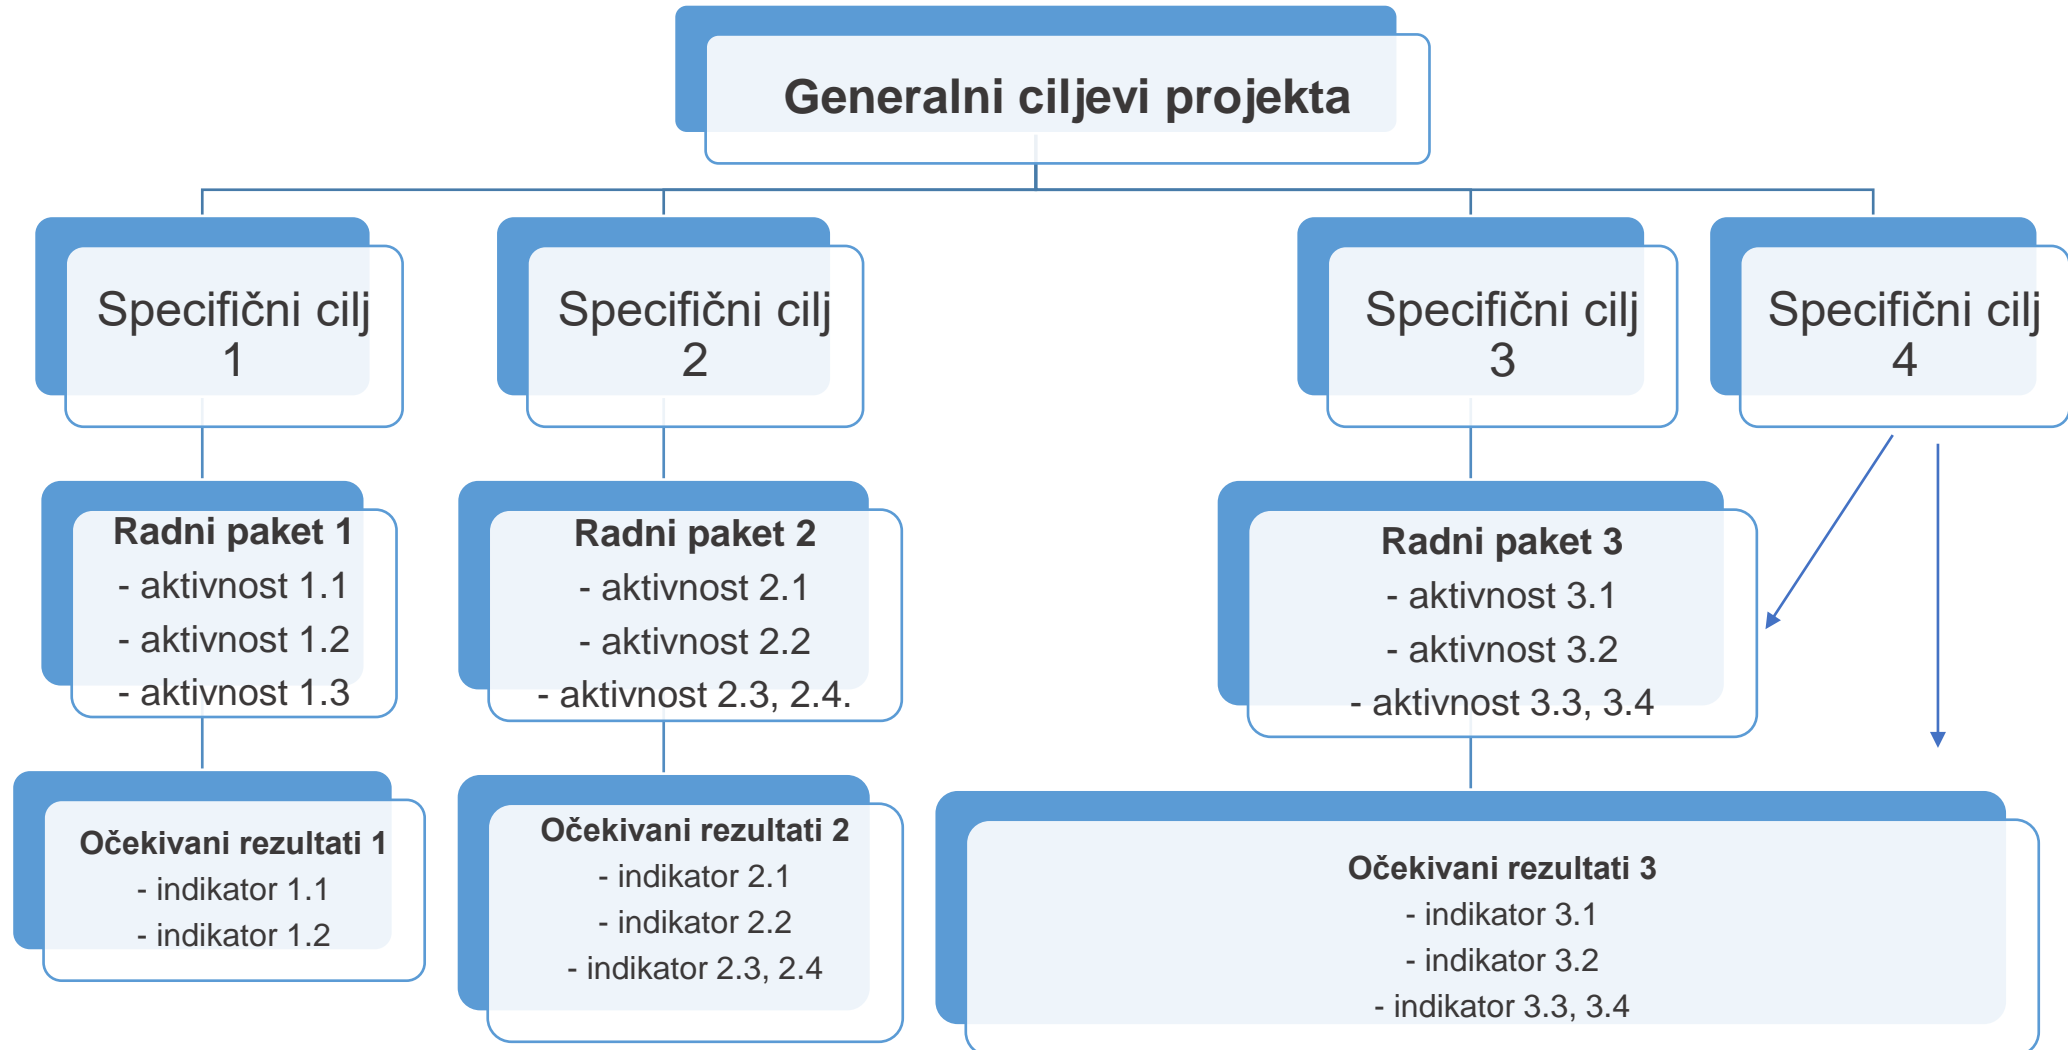 Generalni ciljevi projekta
Specifični cilj
1
Specifični cilj
2
Specifični cilj
3
Specifični cilj
4
Radni paket 1
- aktivnost 1.1
- aktivnost 1.2
- aktivnost 1.3
Radni paket 2
- aktivnost 2.1
- aktivnost 2.2
- aktivnost 2.3, 2.4.
Radni paket 3
- aktivnost 3.1
- aktivnost 3.2
- aktivnost 3.3, 3.4
Očekivani rezultati 1
- indikator 1.1
- indikator 1.2
Očekivani rezultati 2
- indikator 2.1
- indikator 2.2
- indikator 2.3, 2.4
Očekivani rezultati 3
- indikator 3.1
- indikator 3.2
- indikator 3.3, 3.4